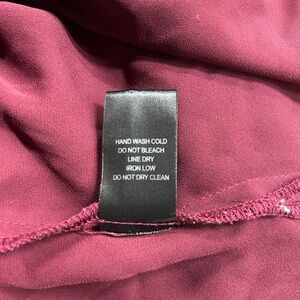 HAND WASH COLD
DO NOT BLEACH
LINE DRY
IRON LOW
DO NOT DRY CLEAN